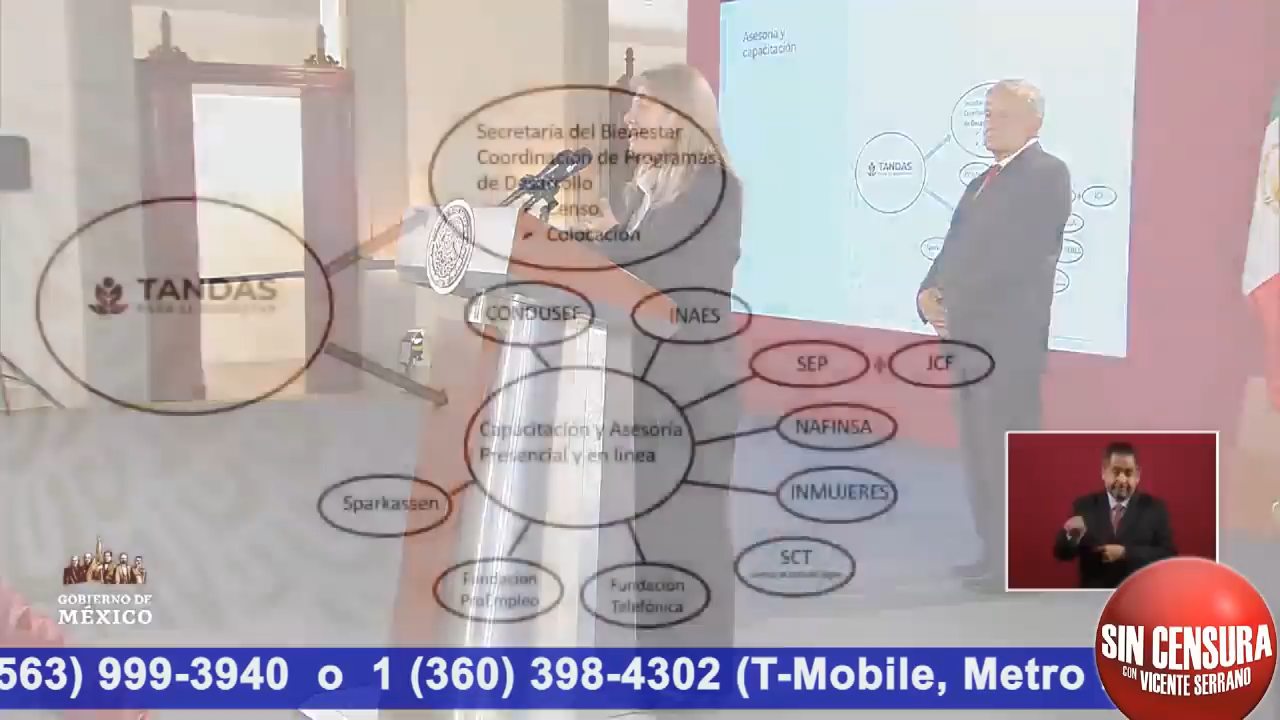 Asesoría y
capacitación
Secretaría del Bienestar
Coordinación de Programas
de Desarrollo
Censo
Colocación
TANDAS
TANDAS
CONDUSEF
INAES
SEP
JCF
Capacitación y Asesoría
Presencial y en línea
NAFINSA
INMUJERES
Sparkassen
SCT
Fundación
ProEmpleo
Fundación
Telefónica
GOBIERNO DE
MÉXICO
563) 999-3940 o 1 (360) 398-4302 (T-Mobile, Metro
SIN CENSURA
CON VICENTE SERRANO